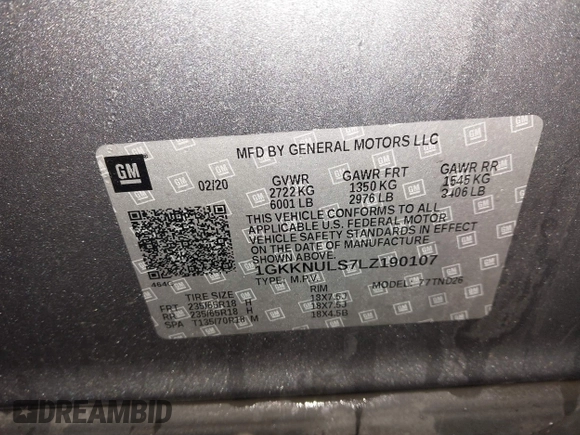 MFD BY GENERAL MOTORS LLC
GM
02/20
GVWR GAWR FRT GAWR RR
2722 KG 1350 KG 1545 KG
6001 LB 2976 LB 3406 LB
THIS VEHICLE CONFORMS TO ALL
APPLICABLE U.S. FEDERAL MOTOR
VEHICLE SAFETY STANDARDS IN EFFECT
ON THE DATE OF MANUFACTURE
SHOWN ABOVE.
1GKKNULS7LZ190107
TYPE: M.P.V. MODEL: TND26
464C
TIRE SIZE RIM
FRT 235/65R18 H 18X7.5J
RR 235/65R18 H 18X7.5J
SPA T135/70R18 M 18X4.5B
DREAMBID